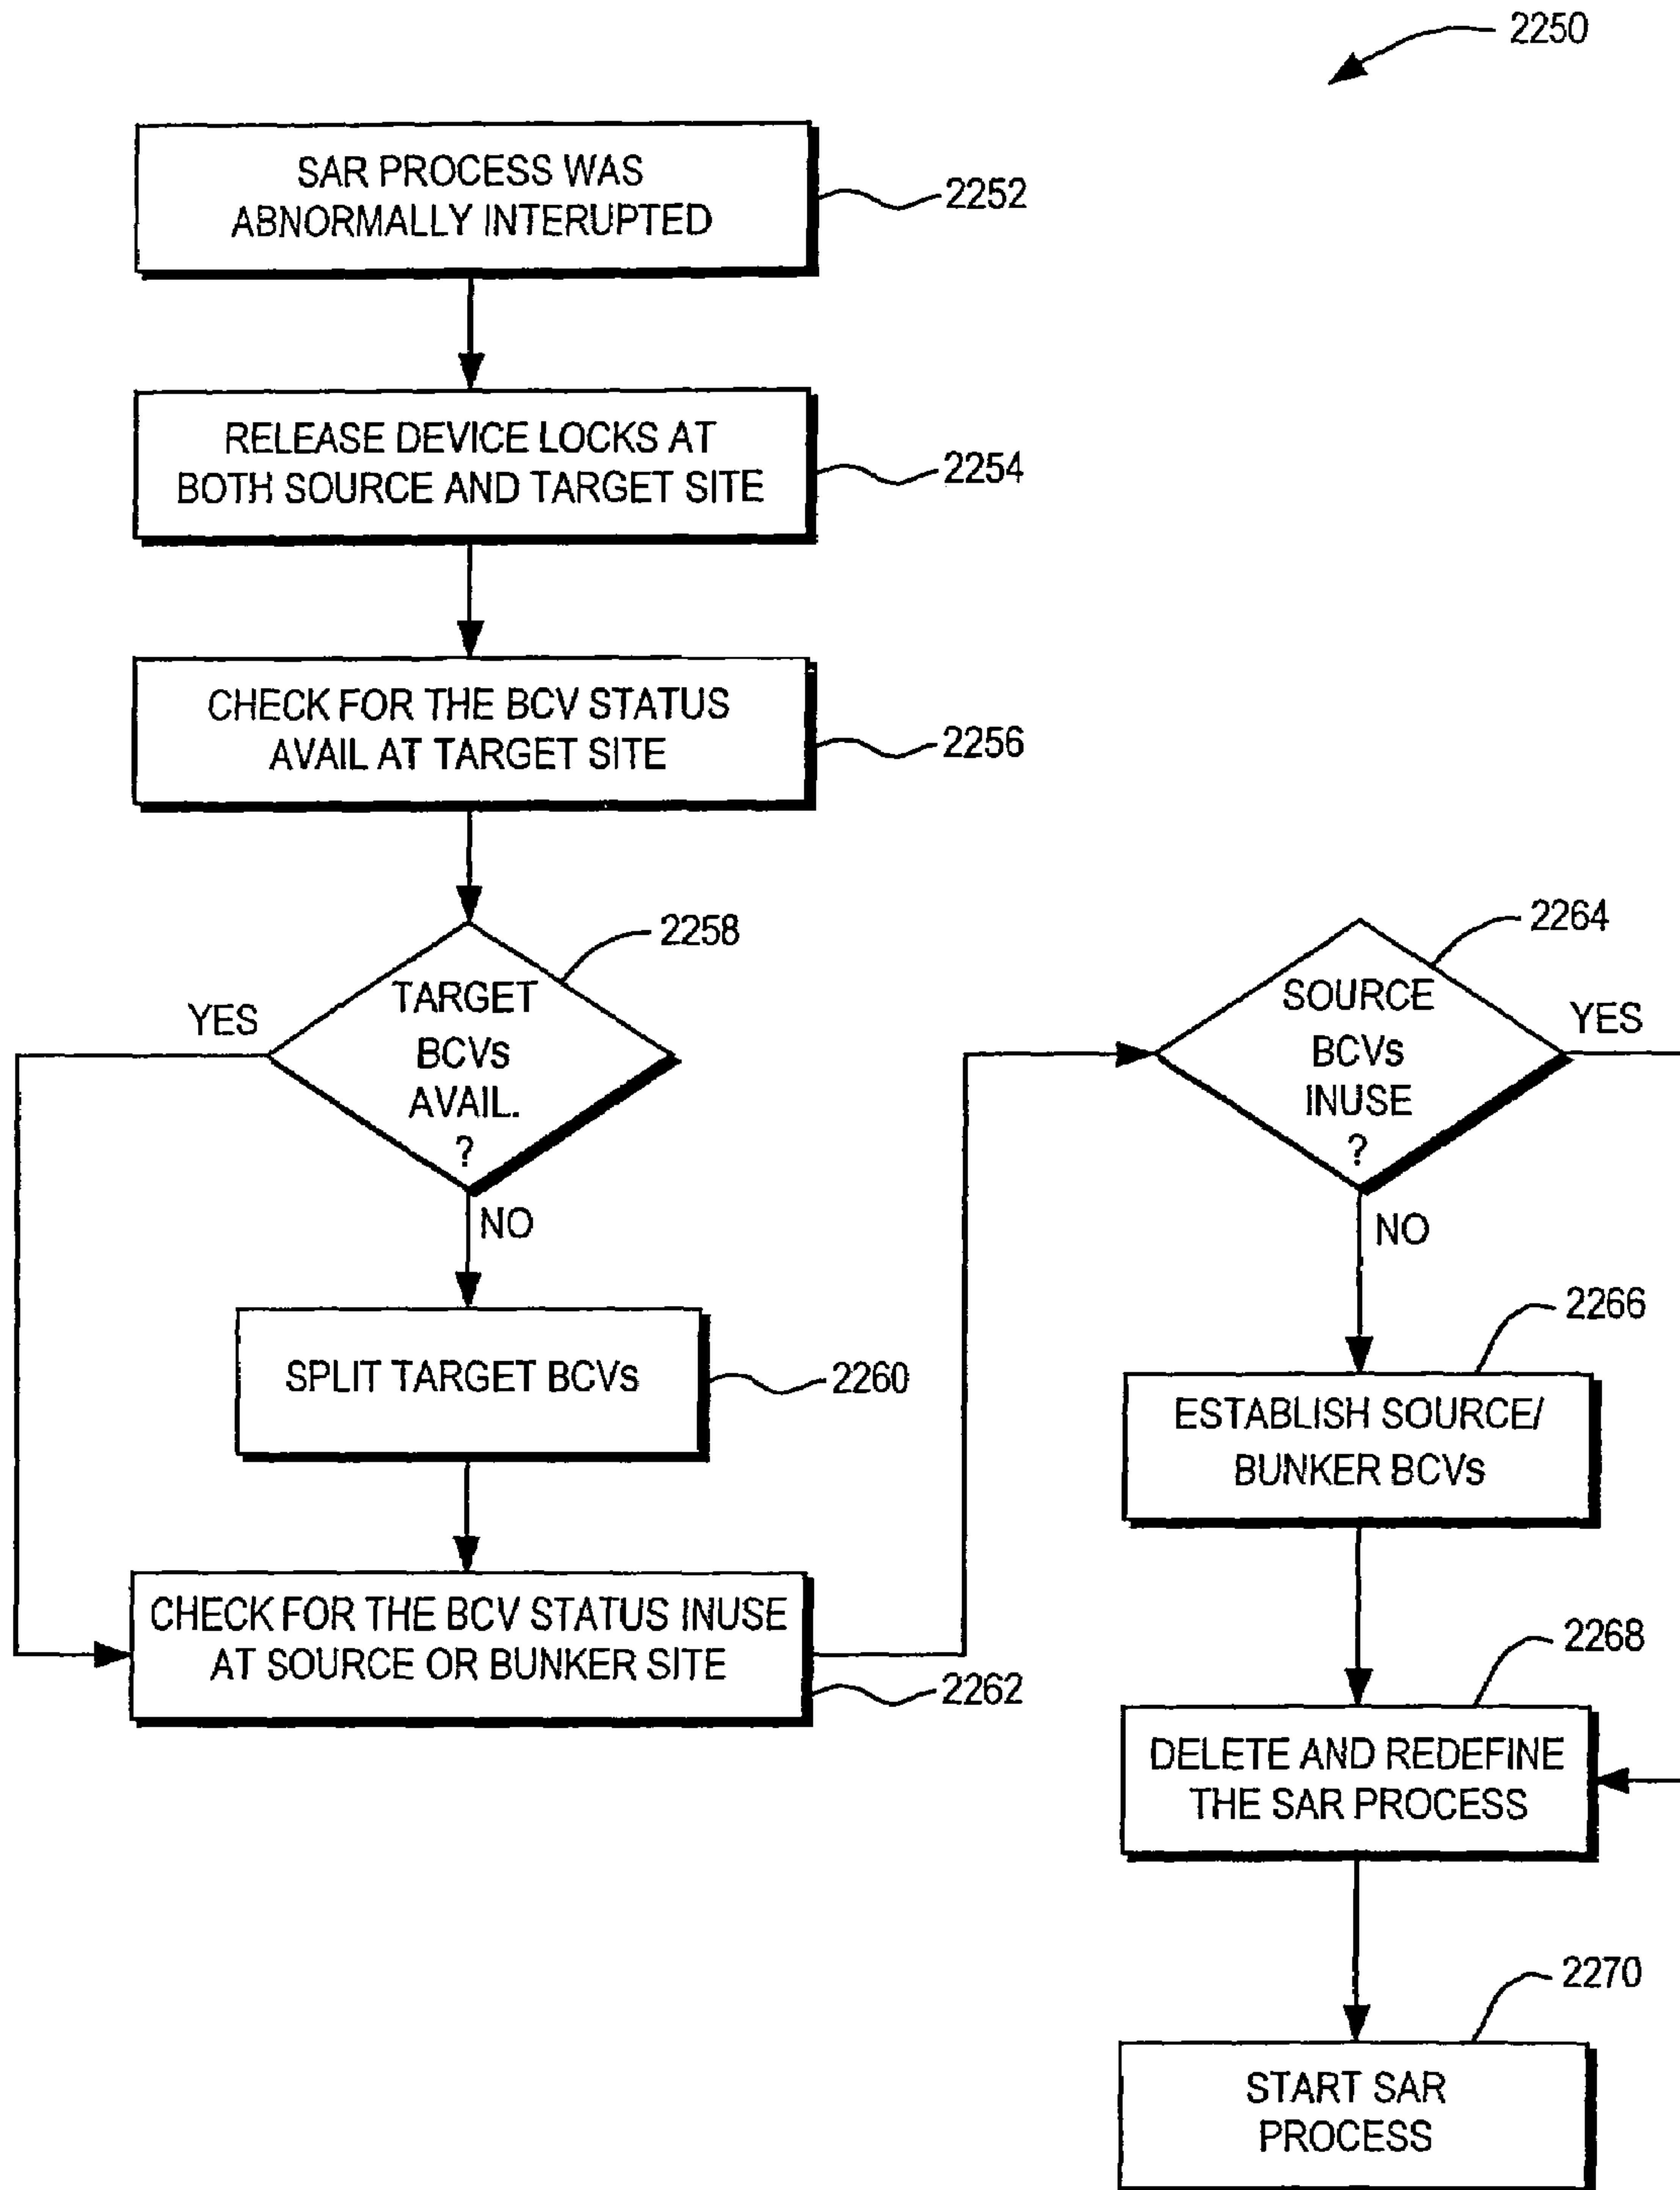 2250
SAR PROCESS WAS
ABNORMALLY INTERUPTED
2252
RELEASE DEVICE LOCKS AT
BOTH SOURCE AND TARGET SITE
2254
CHECK FOR THE BCV STATUS
AVAIL AT TARGET SITE
2256
2258
TARGET
BCVs
AVAIL.
?
YES
NO
SPLIT TARGET BCVs
2260
CHECK FOR THE BCV STATUS INUSE
AT SOURCE OR BUNKER SITE
2262
2264
SOURCE
BCVs
INUSE
?
YES
NO
2266
ESTABLISH SOURCE/
BUNKER BCVs
2268
DELETE AND REDEFINE
THE SAR PROCESS
2270
START SAR
PROCESS